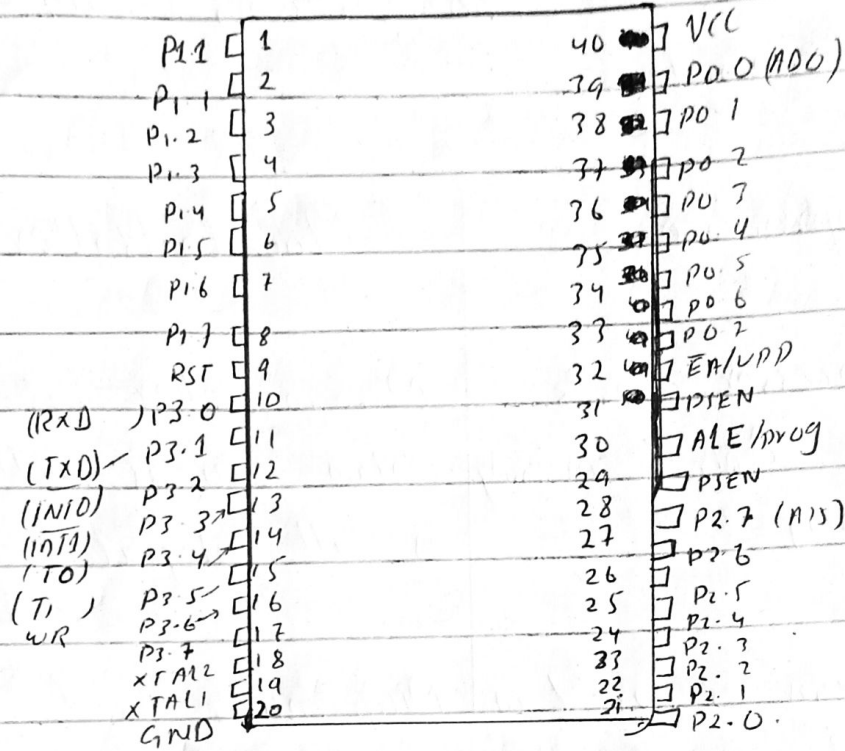 P1.1 1 40 VCC
P1.1 2 39 P0.0 (AD0)
P1.2 3 38 P0 1
P1.3 4 37 P0 2
P1.4 5 36 P0 3
P1.5 6 35 P0.4
P1.6 7 34 P0.5
P1.7 8 33 P0 6
RST 9 32 P0 7
(RXD) P3.0 10 31 EA/VPP
PSEN
(TXD) P3.1 11 30 ALE/prog
(INT0) P3.2 12 29 PSEN
(INT1) P3.3 13 28 P2.7 (A15)
(T0) P3.4 14 27 P2.6
(T1) P3.5 15 26 P2.5
WR P3.6 16 25 P2.4
P3.7 17 24 P2.3
XTAL2 18 23 P2.2
XTAL1 19 22 P2.1
GND 20 21 P2.0.